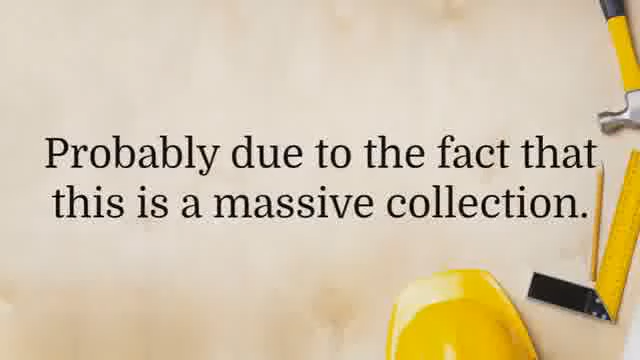 Probably due to the fact that
this is a massive collection.